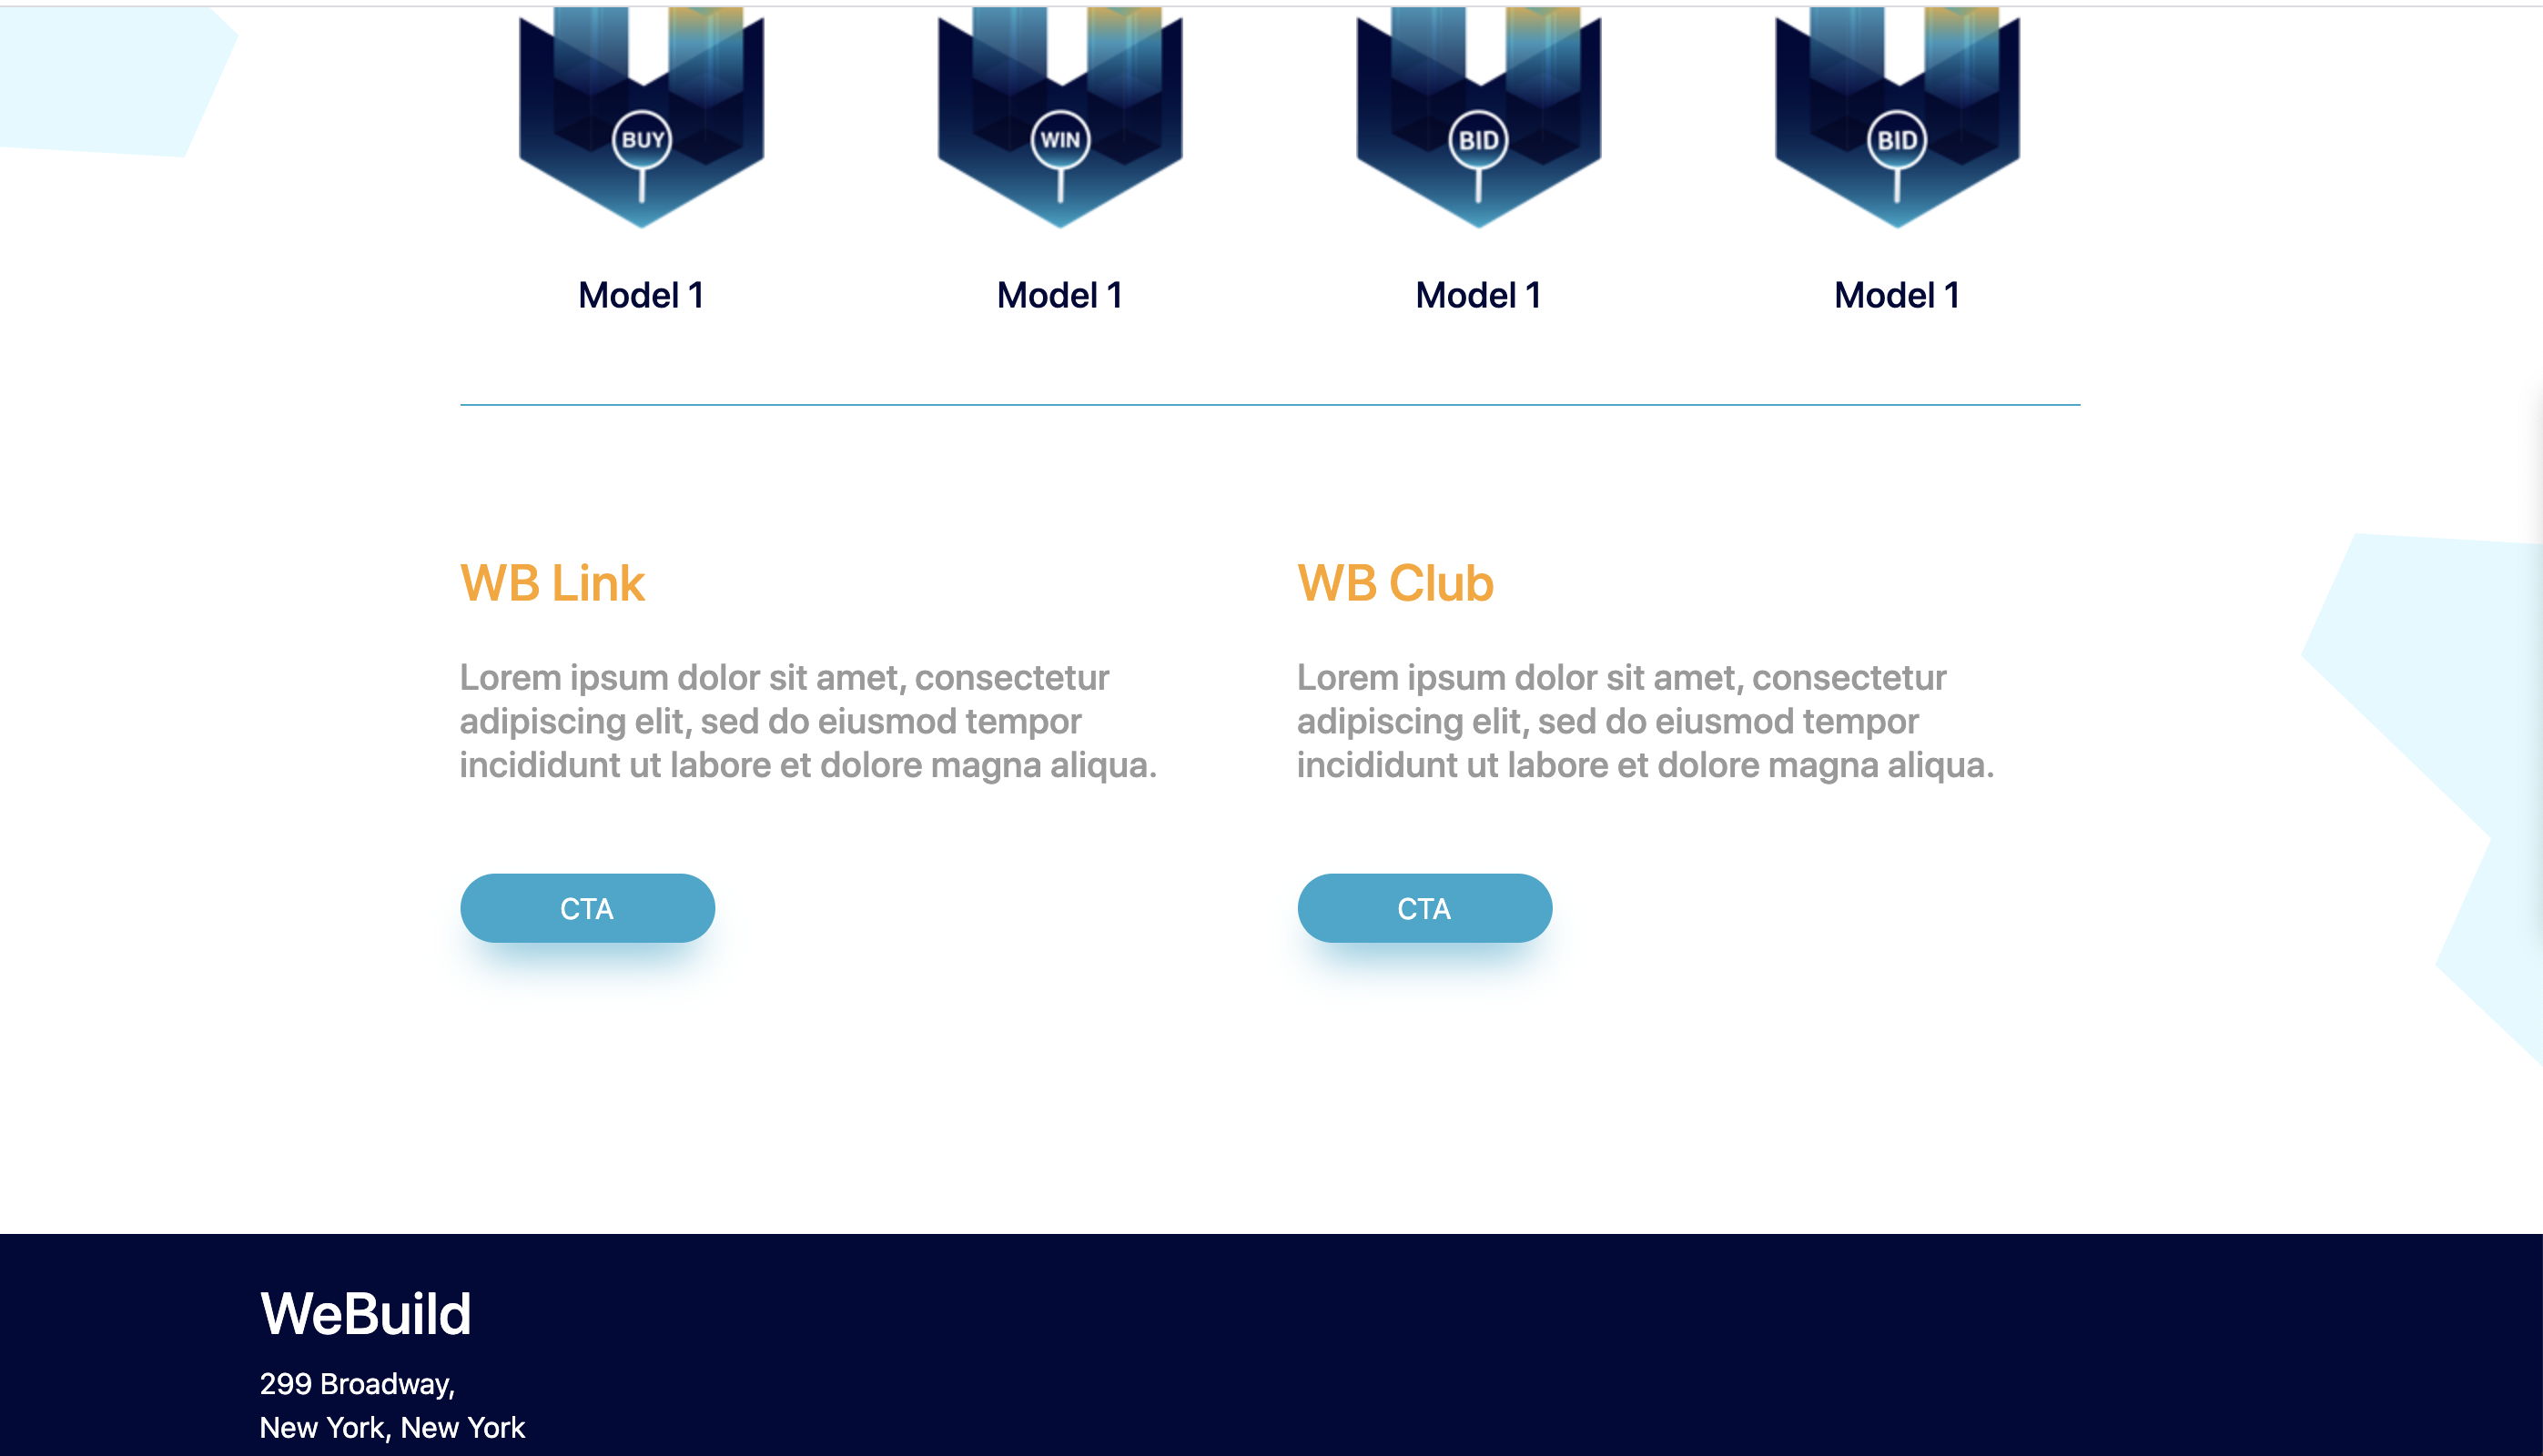 BUY
WIN
BID
BID
Model 1
Model 1
Model 1
Model 1
WB Link
Lorem ipsum dolor sit amet, consectetur
adipiscing elit, sed do eiusmod tempor
incididunt ut labore et dolore magna aliqua.
CTA
WB Club
Lorem ipsum dolor sit amet, consectetur
adipiscing elit, sed do eiusmod tempor
incididunt ut labore et dolore magna aliqua.
CTA
WeBuild
299 Broadway,
New York, New York